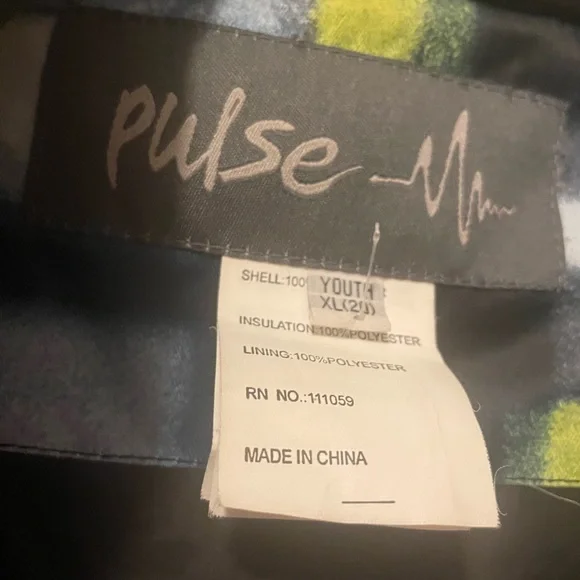 pulse
SHELL:100
YOUTH
XL(20)
INSULATION:100%POLYESTER
LINING:100%POLYESTER
RN NO.:111059
MADE IN CHINA